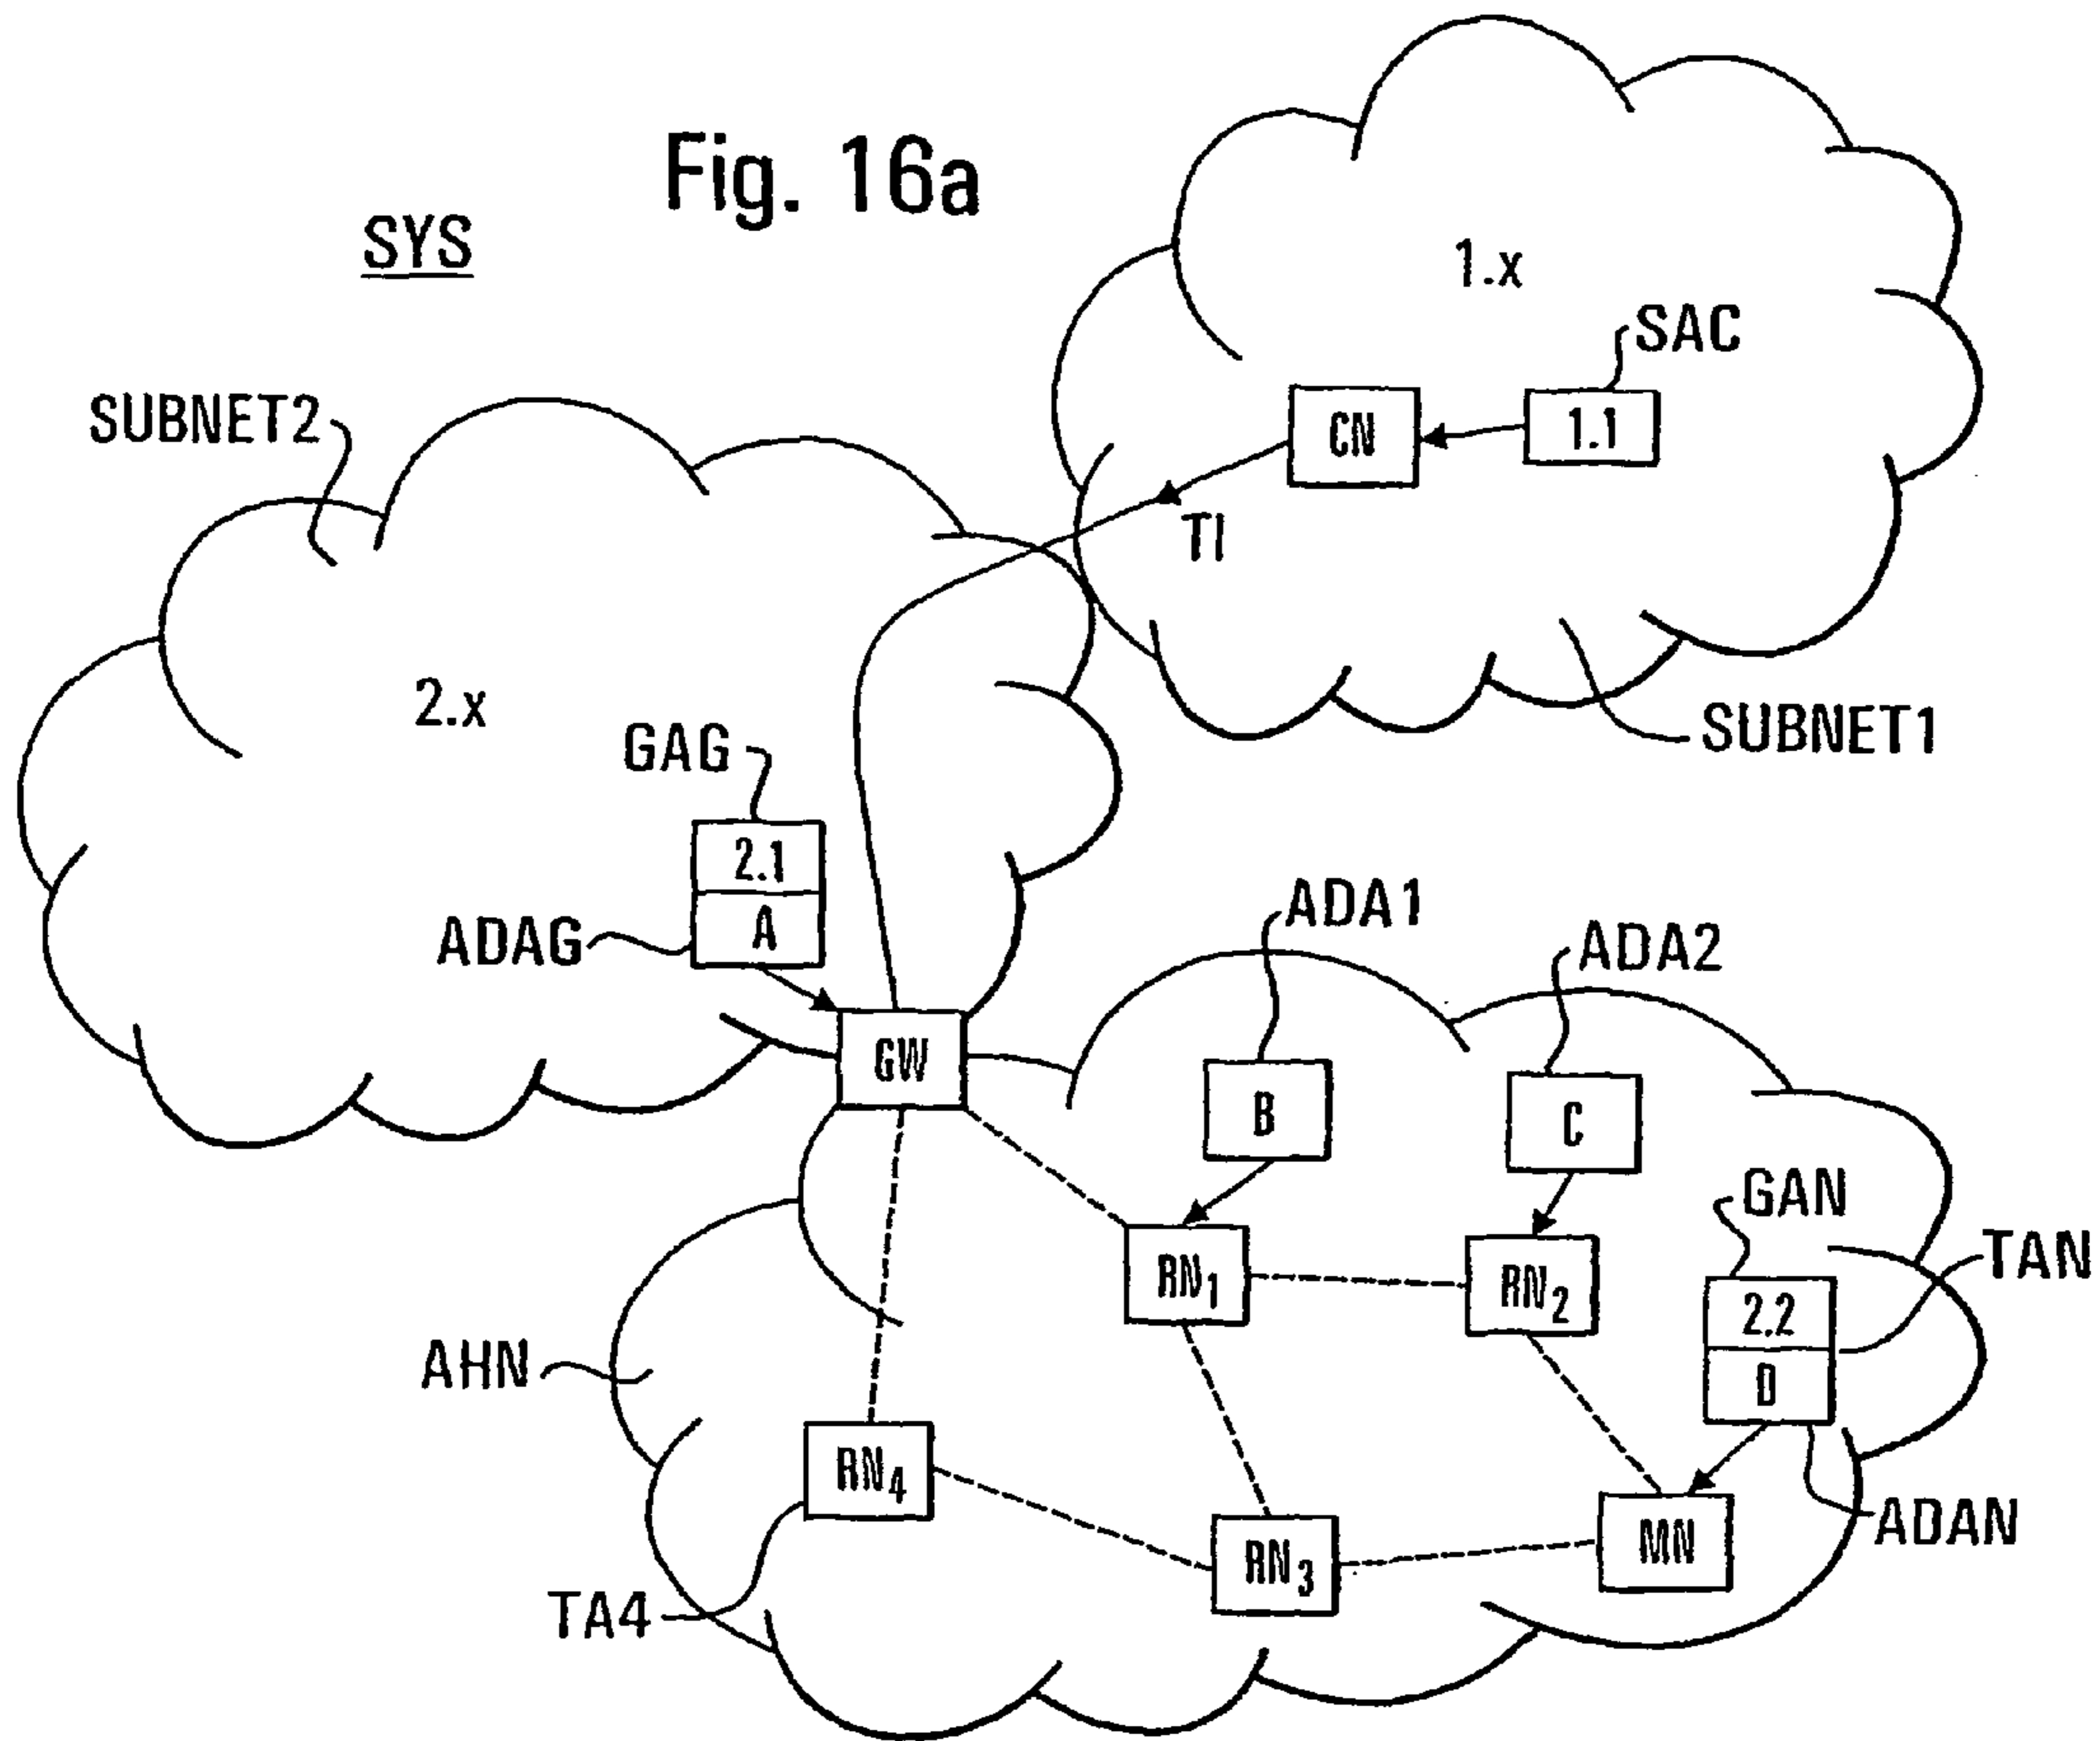 Fig. 16a
SYS
1.x
SAC
SUBNET2
CN
1.1
TI
2.x
GAG
SUBNET1
2.1
A
ADAG
ADA1
ADA2
GW
B
C
GAN
TAN
RN1
RN2
2.2
D
AHN
RN4
MN
ADAN
RN3
TA4